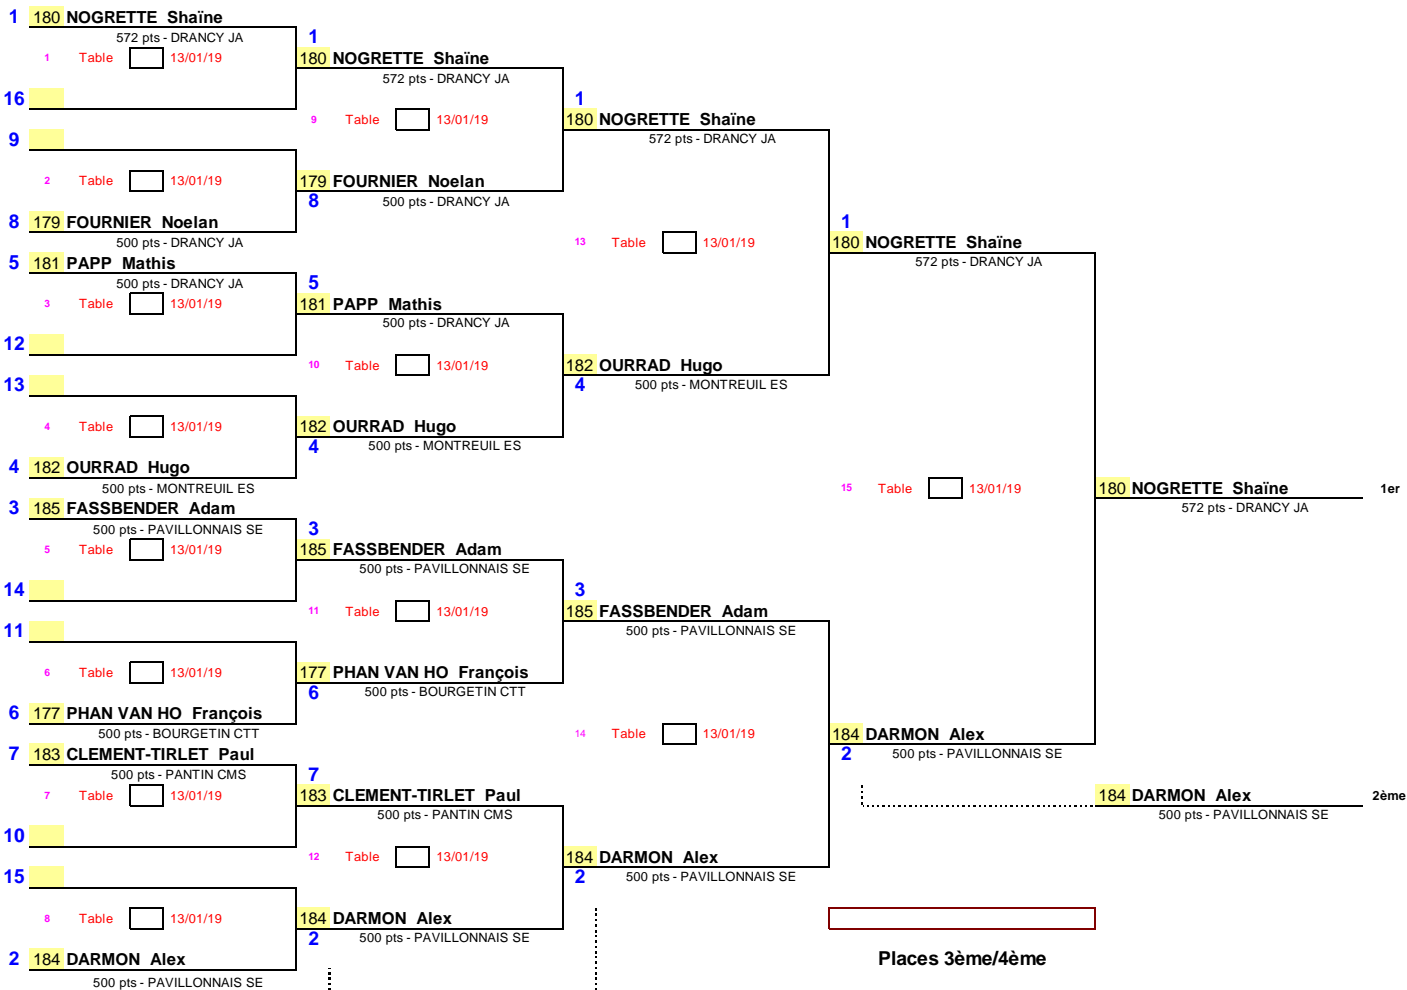 1 180 NOGRETTE Shaïne
572 pts - DRANCY JA
1 Table 13/01/19
16
9
2 Table 13/01/19
8 179 FOURNIER Noelan
500 pts - DRANCY JA
5 181 PAPP Mathis
500 pts - DRANCY JA
3 Table 13/01/19
12
13
4 Table 13/01/19
4 182 OURRAD Hugo
500 pts - MONTREUIL ES
3 185 FASSBENDER Adam
500 pts - PAVILLONNAIS SE
5 Table 13/01/19
14
11
6 Table 13/01/19
6 177 PHAN VAN HO François
500 pts - BOURGETIN CTT
7 183 CLEMENT-TIRLET Paul
500 pts - PANTIN CMS
7 Table 13/01/19
10
15
8 Table 13/01/19
2 184 DARMON Alex
500 pts - PAVILLONNAIS SE
1
180 NOGRETTE Shaïne
572 pts - DRANCY JA
9 Table 13/01/19
179 FOURNIER Noelan
8 500 pts - DRANCY JA
5
181 PAPP Mathis
500 pts - DRANCY JA
10 Table 13/01/19
182 OURRAD Hugo
4 500 pts - MONTREUIL ES
3
185 FASSBENDER Adam
500 pts - PAVILLONNAIS SE
11 Table 13/01/19
177 PHAN VAN HO François
6 500 pts - BOURGETIN CTT
7
183 CLEMENT-TIRLET Paul
500 pts - PANTIN CMS
12 Table 13/01/19
184 DARMON Alex
2 500 pts - PAVILLONNAIS SE
1
180 NOGRETTE Shaïne
572 pts - DRANCY JA
13 Table 13/01/19
182 OURRAD Hugo
4 500 pts - MONTREUIL ES
3
185 FASSBENDER Adam
500 pts - PAVILLONNAIS SE
14 Table 13/01/19
184 DARMON Alex
2 500 pts - PAVILLONNAIS SE
1
180 NOGRETTE Shaïne
572 pts - DRANCY JA
15 Table 13/01/19
184 DARMON Alex
2 500 pts - PAVILLONNAIS SE
180 NOGRETTE Shaïne 1er
572 pts - DRANCY JA
184 DARMON Alex 2ème
500 pts - PAVILLONNAIS SE
Places 3ème/4ème